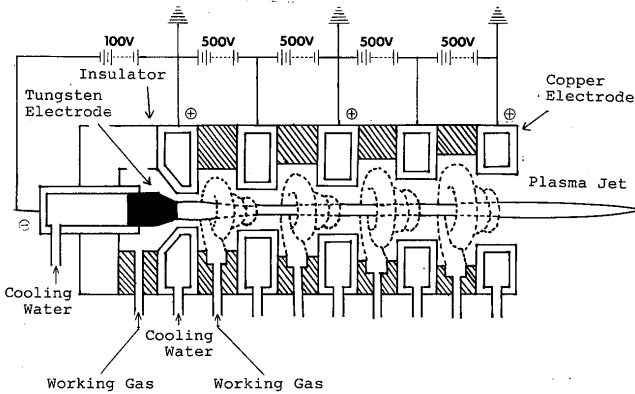 100V
500V
500V
500V
500V
Insulator
Tungsten
Electrode
Copper
Electrode
⊕
⊕
⊕
Plasma Jet
⊖
Cooling
Water
Cooling
Water
Working Gas
Working Gas